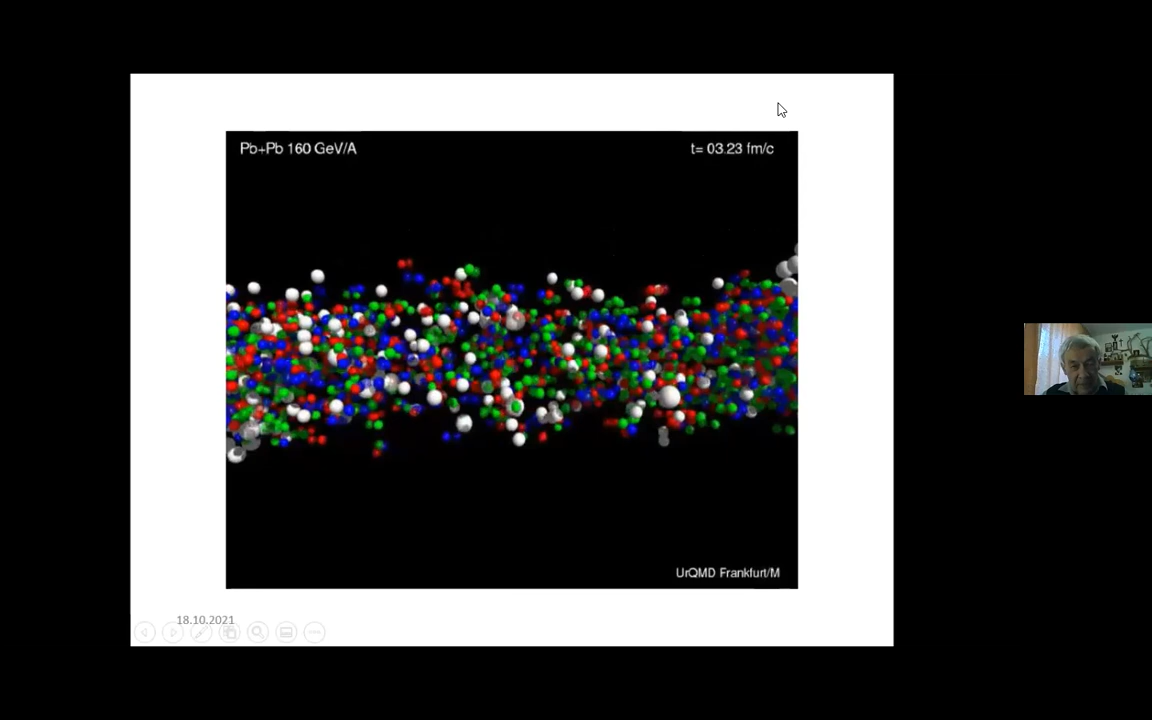 Pb+Pb 160 GeV/A
t= 03.23 fm/c
UrQMD Frankfurt/M
18.10.2021